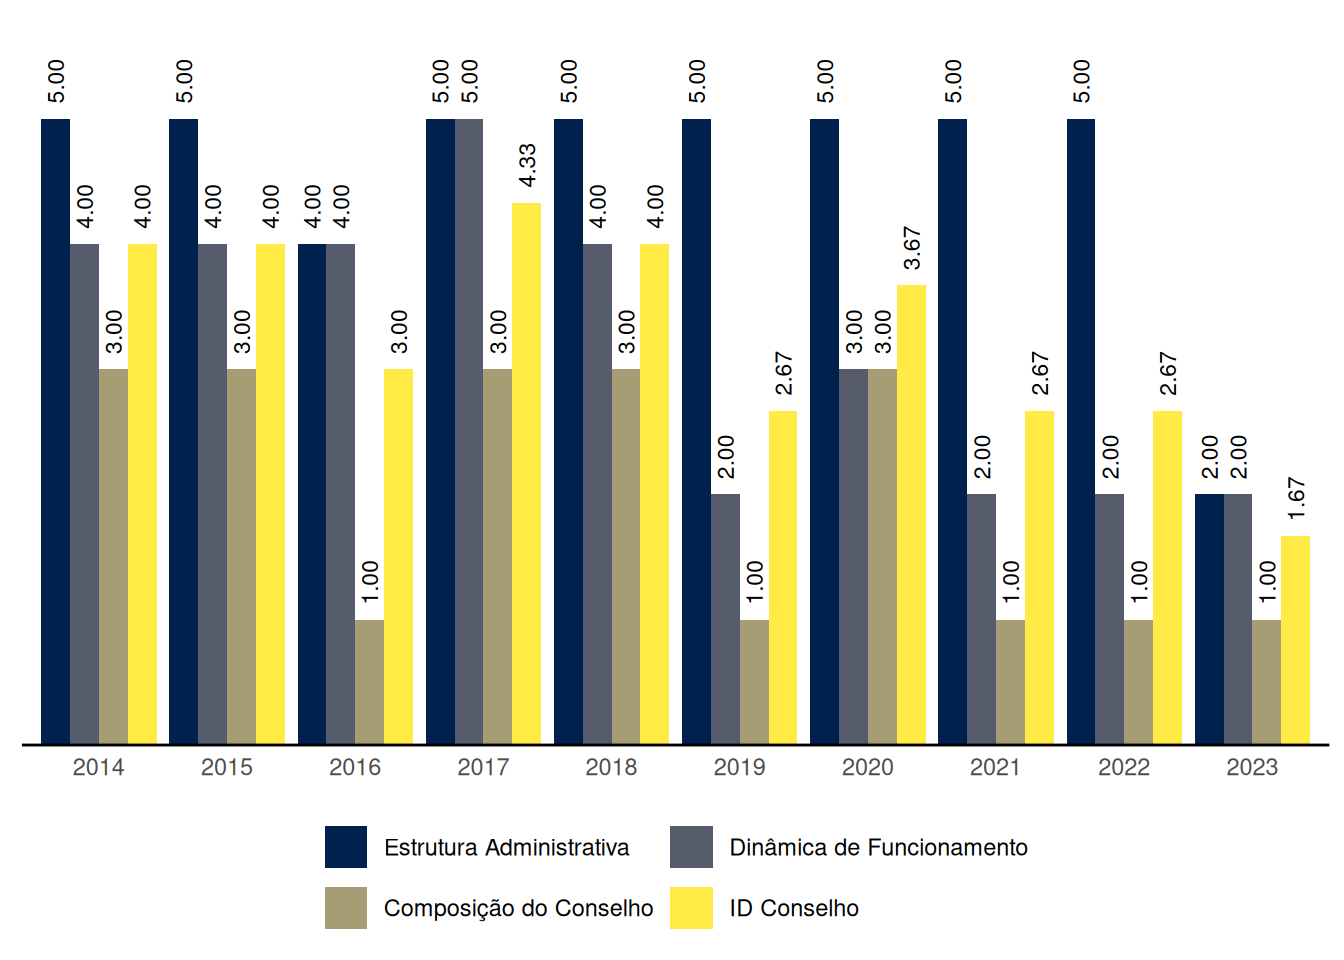 5.00 4.00 3.00 4.00
5.00 4.00 3.00 4.00
4.00 4.00 1.00 3.00
5.00 5.00 3.00 4.33
5.00 4.00 3.00 4.00
5.00 2.00 1.00 2.67
5.00 3.00 3.00 3.67
5.00 2.00 1.00 2.67
5.00 2.00 1.00 2.67
2.00 2.00 1.00 1.67
2014 2015 2016 2017 2018 2019 2020 2021 2022 2023
Estrutura Administrativa Dinâmica de Funcionamento
Composição do Conselho ID Conselho